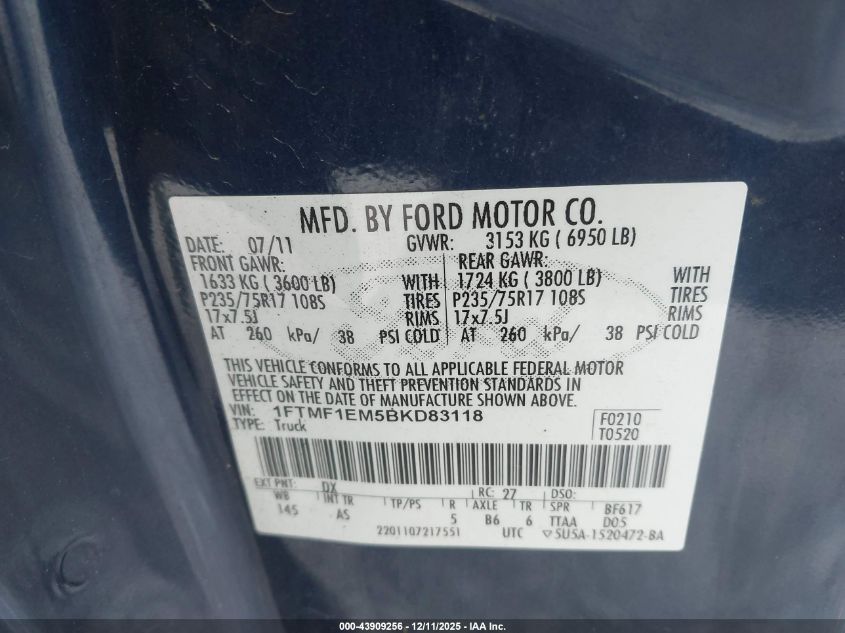 MFD. BY FORD MOTOR CO.
DATE: 07/11 GVWR: 3153 KG ( 6950 LB)
FRONT GAWR: REAR GAWR:
1633 KG ( 3600 LB) WITH 1724 KG ( 3800 LB) WITH
P235/75R17 108S TIRES P235/75R17 108S TIRES
17x7.5J RIMS 17x7.5J RIMS
AT 260 kPa/ 38 PSI COLD AT 260 kPa/ 38 PSI COLD
THIS VEHICLE CONFORMS TO ALL APPLICABLE FEDERAL MOTOR
VEHICLE SAFETY AND THEFT PREVENTION STANDARDS IN
EFFECT ON THE DATE OF MANUFACTURE SHOWN ABOVE.
VIN: 1FTMF1EM5BKD83118 F0210
TYPE: Truck T0520
EXT PNT: DX RC: 27 DSO:
WB INT TR TP/PS R AXLE TR SPR BF617
145 AS 5 B6 6 TTAA D05
2201107217551 UTC ▽5U5A-1520472-BA
000-43909256 - 12/11/2025 - IAA Inc.